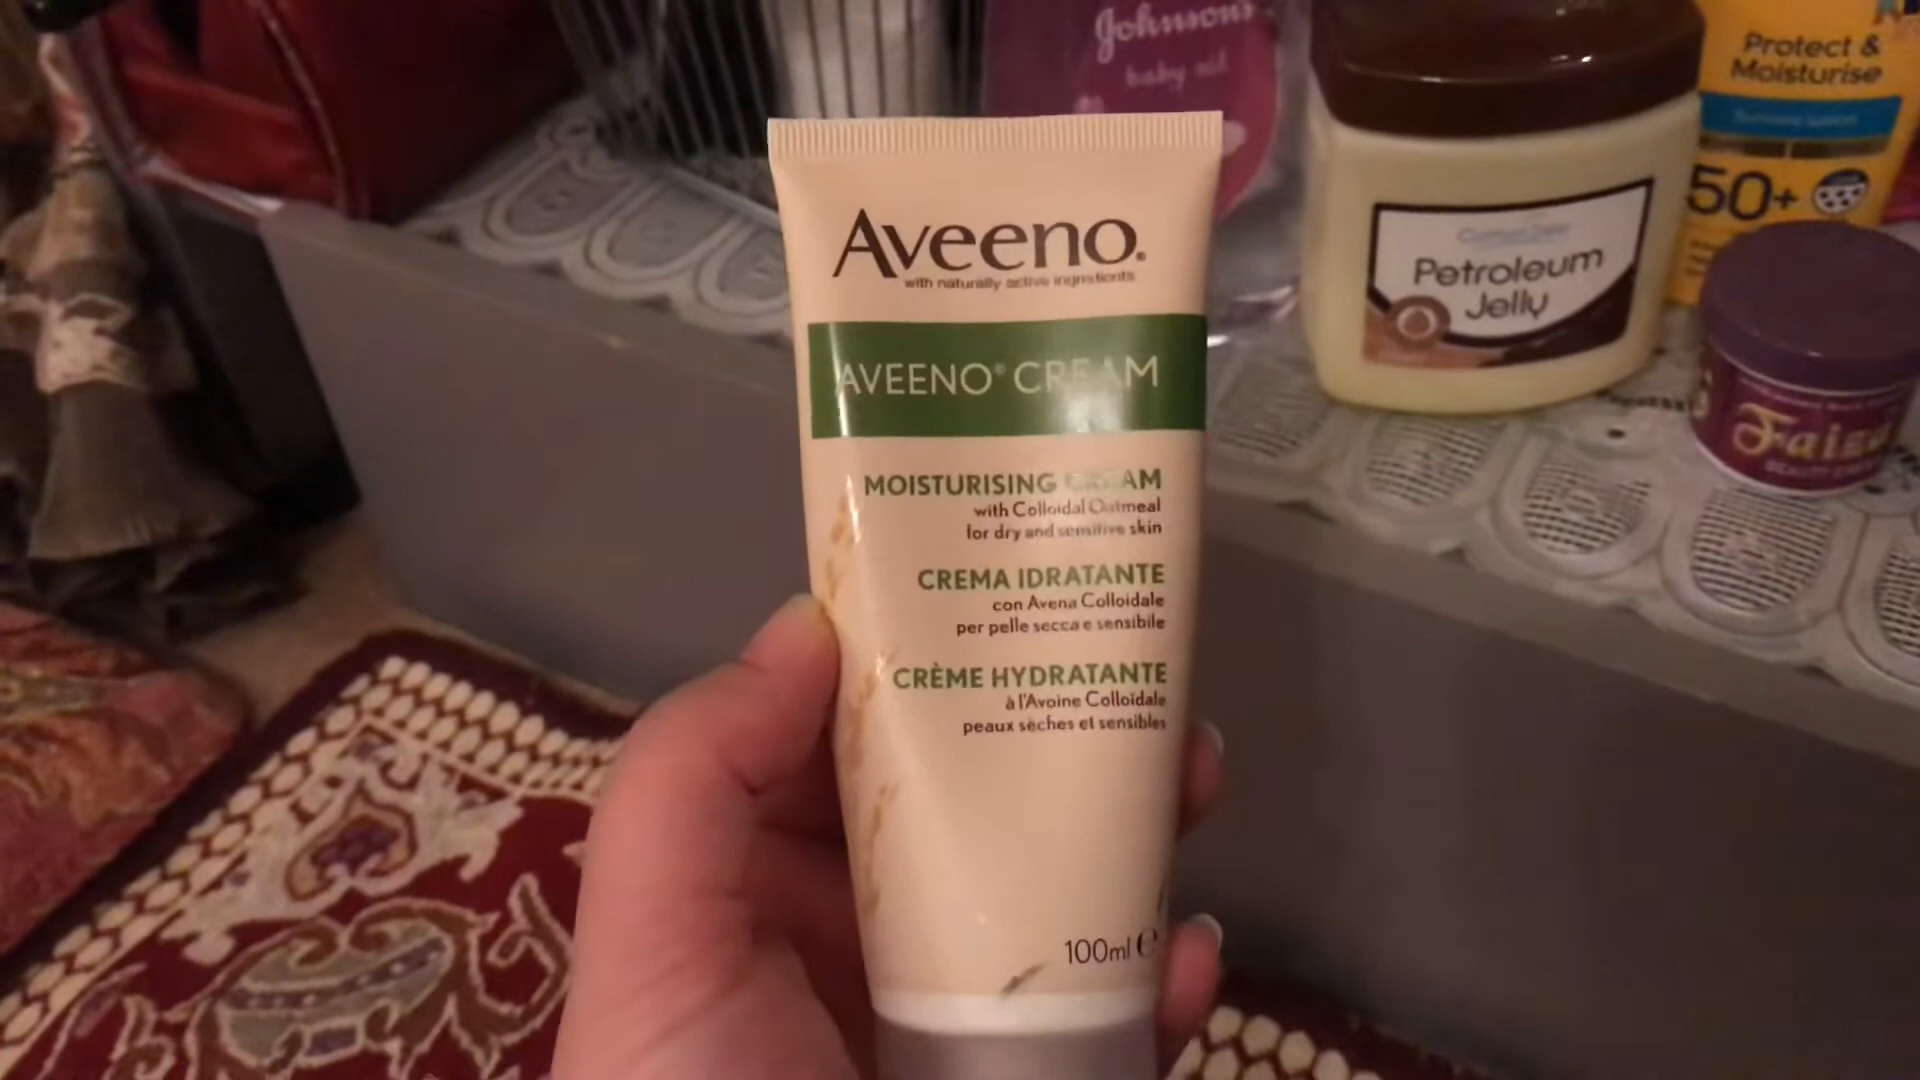 Johnson's
baby oil
Protect &
Moisturise
50+
Petroleum
Jelly
Aveeno®
with naturally active ingredients
AVEENO® CREAM
MOISTURISING CREAM
with Colloidal Oatmeal
for dry and sensitive skin
CREMA IDRATANTE
con Avena Colloidale
per pelle secca e sensibile
CRÈME HYDRATANTE
à l'Avoine Colloïdale
peaux sèches et sensibles
100ml e